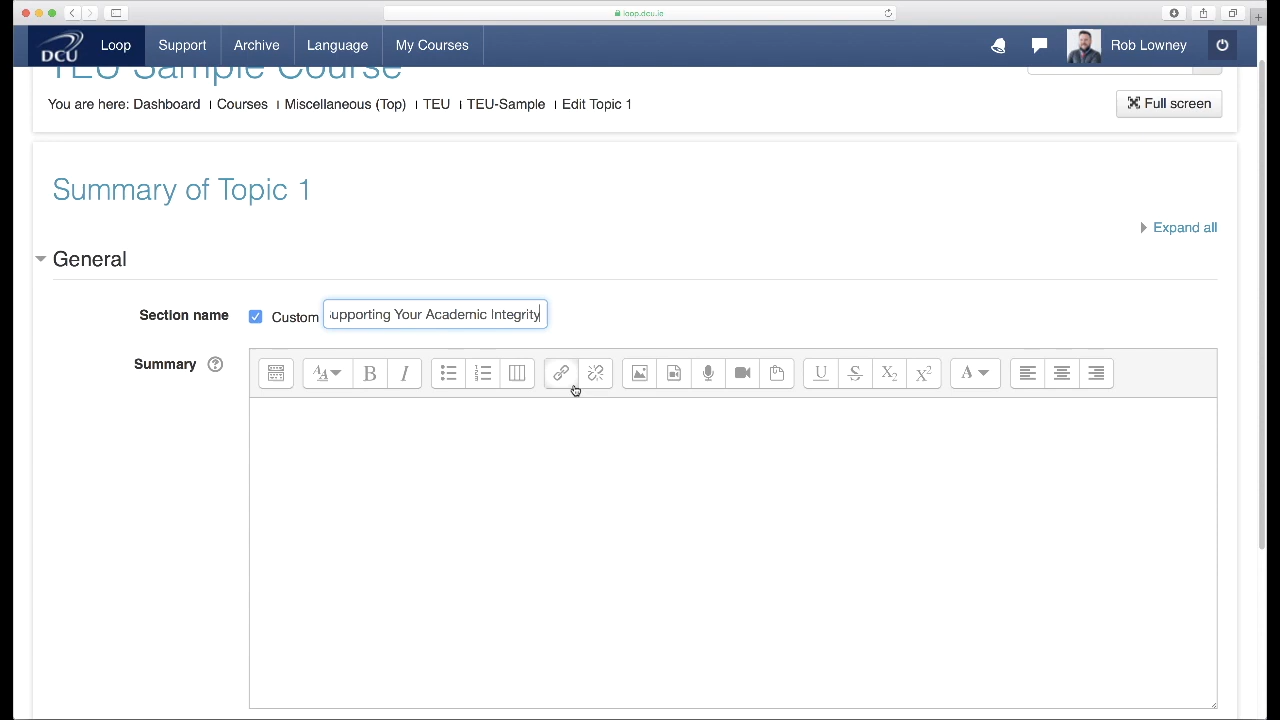 loop.dcu.ie
DCU Loop Support Archive Language My Courses Rob Lowney
TEU Sample Course
You are here: Dashboard Courses Miscellaneous (Top) TEU TEU-Sample Edit Topic 1
Full screen
Summary of Topic 1
Expand all
General
Section name Custom upporting Your Academic Integrity
Summary